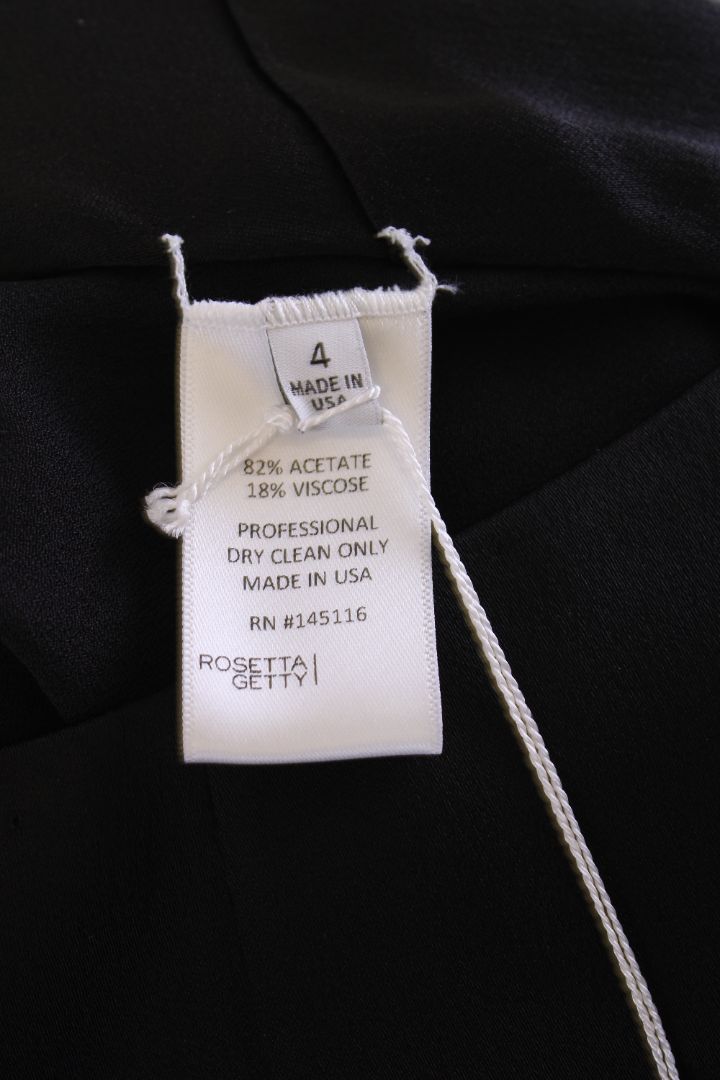 4
MADE IN
USA
82% ACETATE
18% VISCOSE
PROFESSIONAL
DRY CLEAN ONLY
MADE IN USA
RN #145116
ROSETTA
GETTY